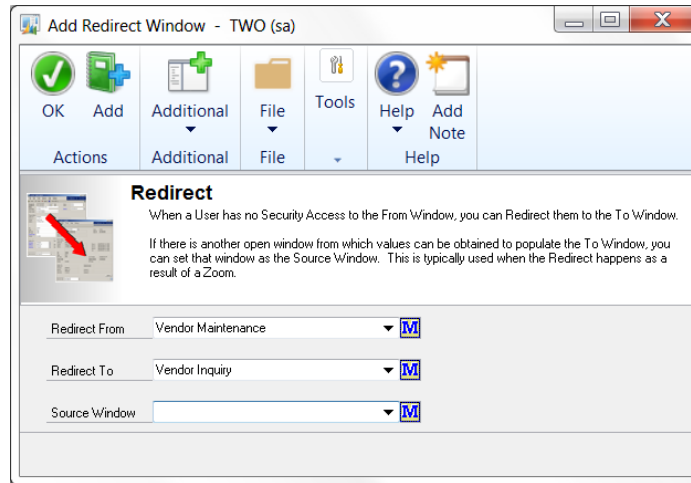 Add Redirect Window - TWO (sa)
OK Add Additional File Tools Help Add Note
Actions Additional File Help
Redirect
When a User has no Security Access to the From Window, you can Redirect them to the To Window.
If there is another open window from which values can be obtained to populate the To Window, you
can set that window as the Source Window. This is typically used when the Redirect happens as a
result of a Zoom.
Redirect From Vendor Maintenance
Redirect To Vendor Inquiry
Source Window